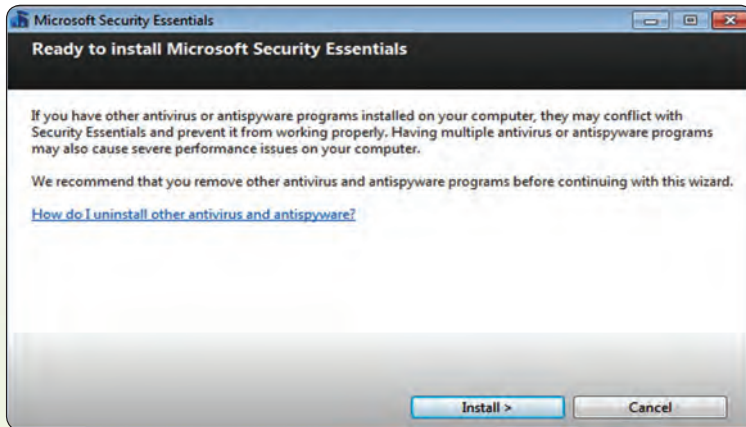 Microsoft Security Essentials
Ready to install Microsoft Security Essentials
If you have other antivirus or antispyware programs installed on your computer, they may conflict with
Security Essentials and prevent it from working properly. Having multiple antivirus or antispyware programs
may also cause severe performance issues on your computer.
We recommend that you remove other antivirus and antispyware programs before continuing with this wizard.
How do I uninstall other antivirus and antispyware?
Install >
Cancel